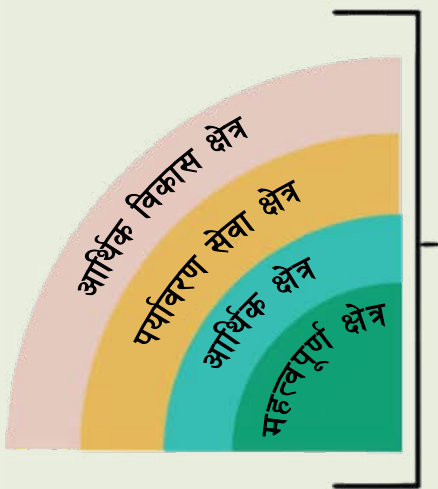 आर्थिक विकास क्षेत्र
पर्यावरण सेवा क्षेत्र
आर्थिक क्षेत्र
महत्वपूर्ण क्षेत्र